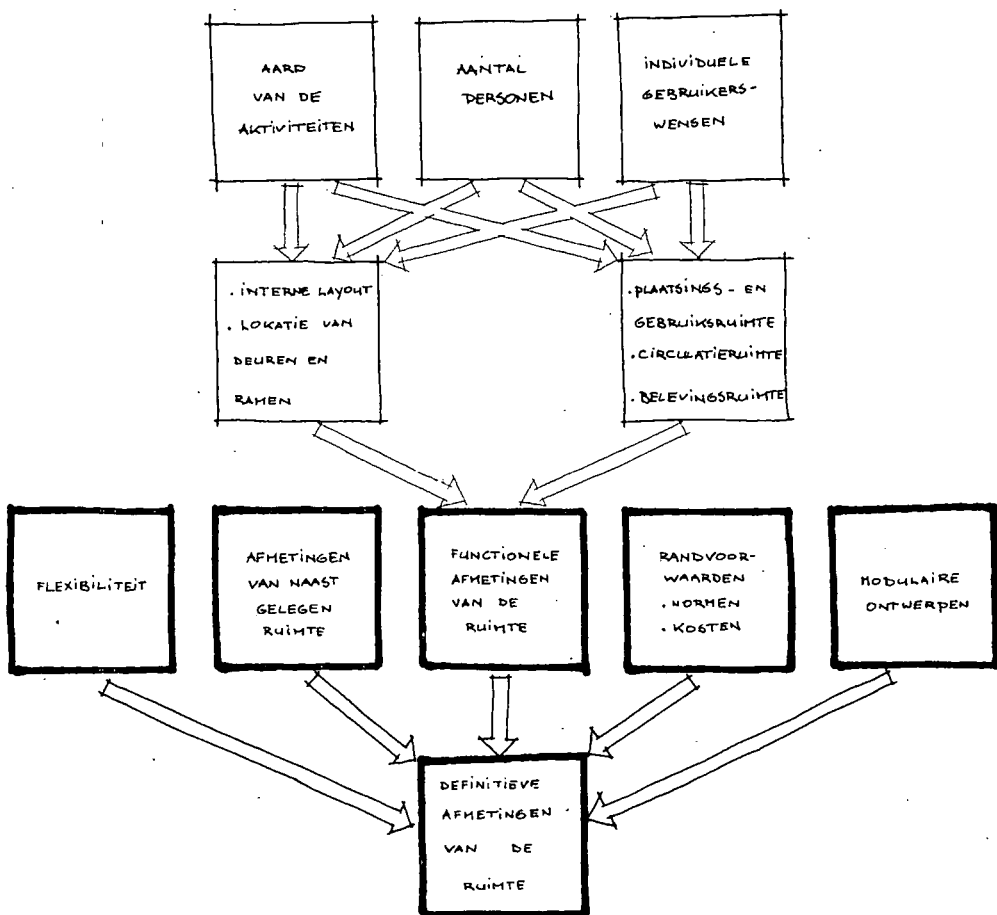 AARD
VAN DE
AKTIVITEITEN
AANTAL
PERSONEN
INDIVIDUELE
GEBRUIKERS-
WENSEN
. INTERNE LAYOUT
. LOKATIE VAN
DEUREN EN
RAMEN
. PLAATSINGS - EN
GEBRUIKSRUIMTE
. CIRCULATIERUIMTE
. BELEVINGSRUIMTE
FLEXIBILITEIT
AFMETINGEN
VAN NAAST
GELEGEN
RUIMTE
FUNCTIONELE
AFMETINGEN
VAN DE
RUIMTE
RANDVOOR-
WAARDEN
. NORMEN
. KOSTEN
MODULAIRE
ONTWERPEN
DEFINITIEVE
AFMETINGEN
VAN DE
RUIMTE